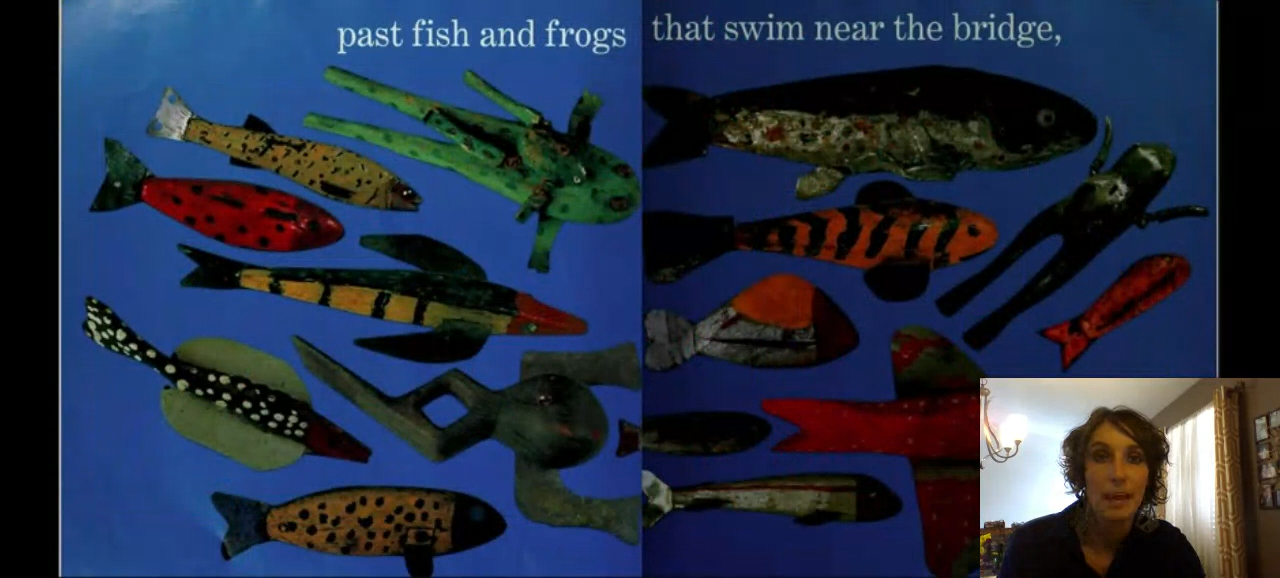 past fish and frogs that swim near the bridge,